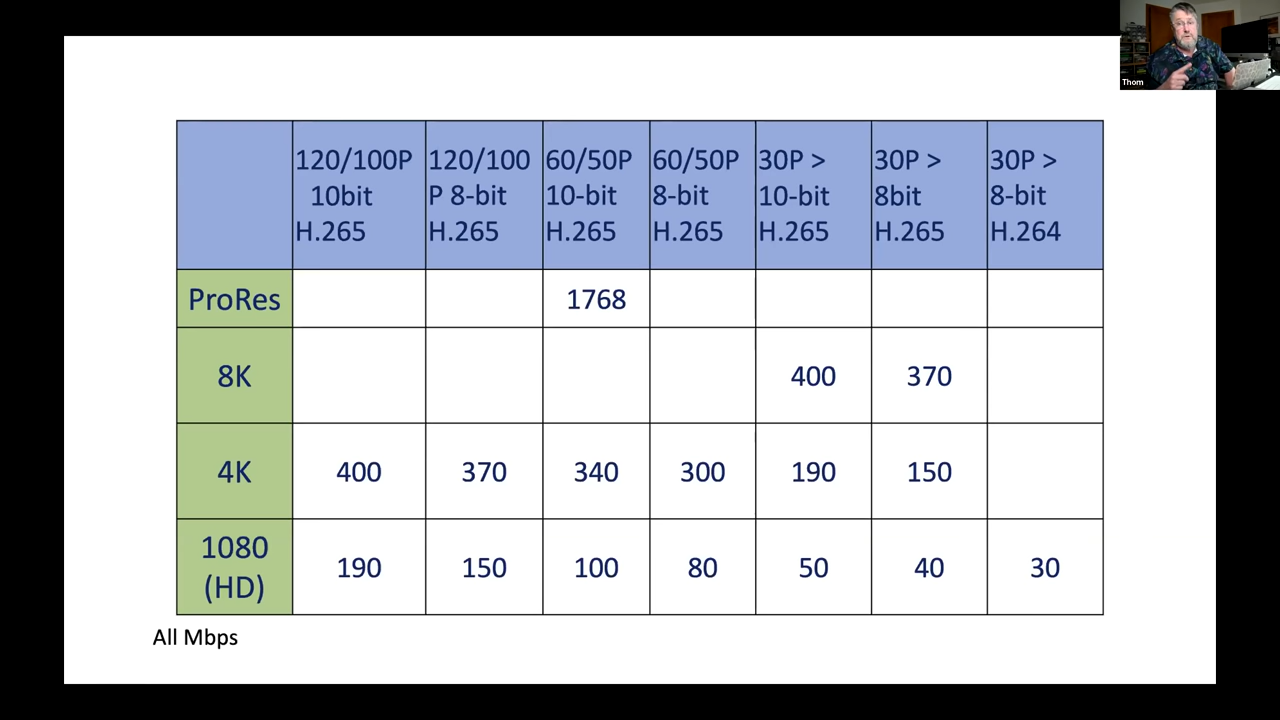 Thom
120/100P 10bit H.265
120/100 P 8-bit H.265
60/50P 10-bit H.265
60/50P 8-bit H.265
30P > 10-bit H.265
30P > 8bit H.265
30P > 8-bit H.264
ProRes 1768
8K 400 370
4K 400 370 340 300 190 150
1080 (HD) 190 150 100 80 50 40 30
All Mbps